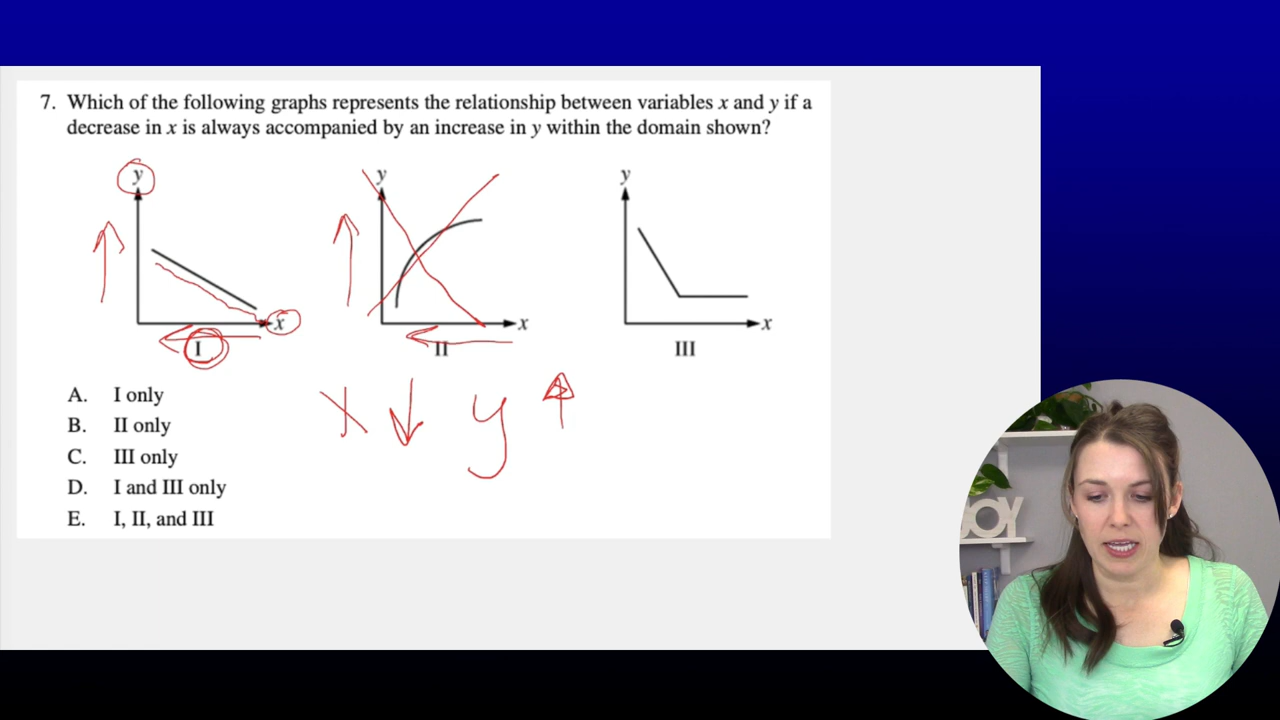 7. Which of the following graphs represents the relationship between variables x and y if a
decrease in x is always accompanied by an increase in y within the domain shown?
y
y
y
x
x
x
I
II
III
x ↓ y ↑
A. I only
B. II only
C. III only
D. I and III only
E. I, II, and III
JOY